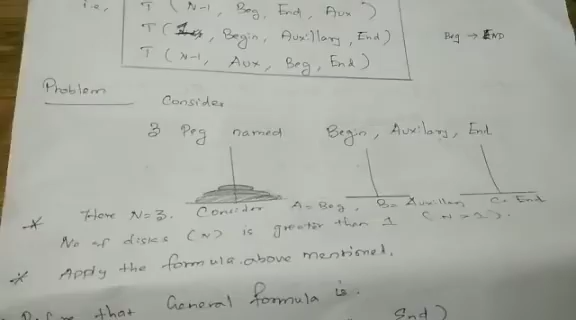 i.e, T ( N-1, Beg, End, Aux )
T ( 1, Begin, Auxillary, End )
Beg → END
T ( N-1, Aux, Beg, End )
Problem
Consider
3 Peg named Begin, Auxilary, End
* Here N=3. Consider A = Beg, B = Auxillary C = End
No of disks (N) is greater than 1 (N > 1).
* Apply the formula above mentioned.
Before that General formula is.
End )